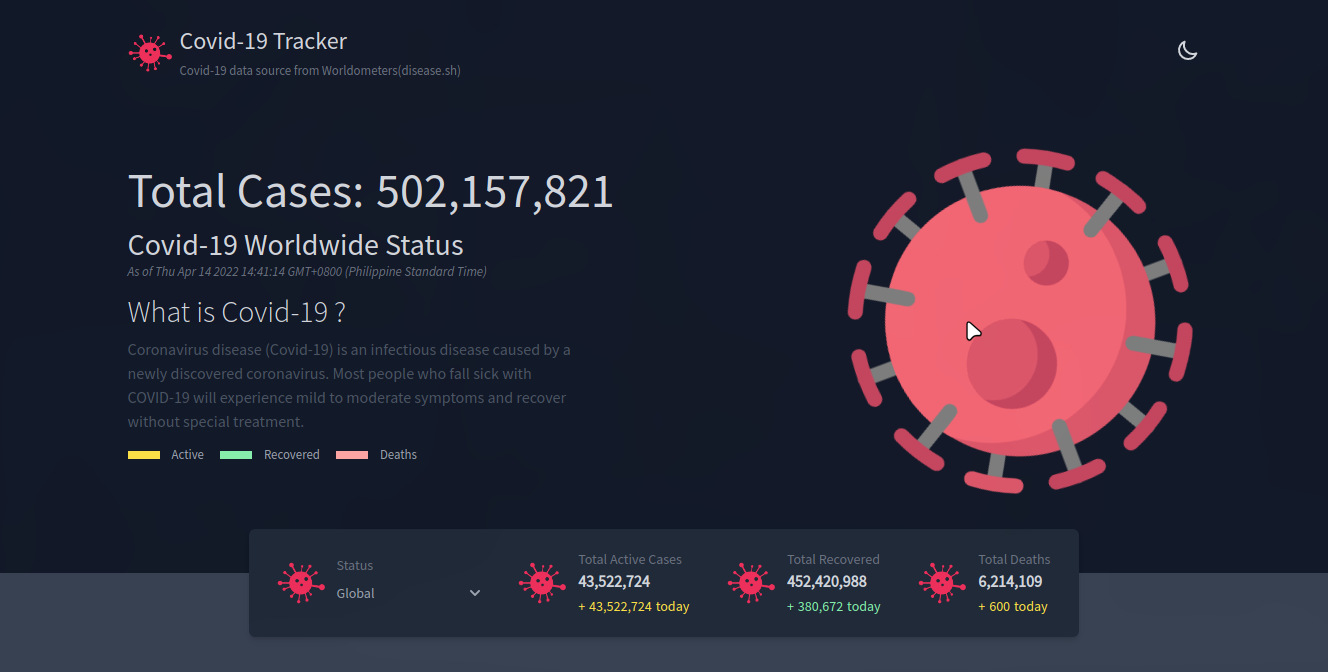 Covid-19 Tracker
Covid-19 data source from Worldometers(disease.sh)
Total Cases: 502,157,821
Covid-19 Worldwide Status
As of Thu Apr 14 2022 14:41:14 GMT+0800 (Philippine Standard Time)
What is Covid-19 ?
Coronavirus disease (Covid-19) is an infectious disease caused by a
newly discovered coronavirus. Most people who fall sick with
COVID-19 will experience mild to moderate symptoms and recover
without special treatment.
Active Recovered Deaths
Status
Global
Total Active Cases
43,522,724
+ 43,522,724 today
Total Recovered
452,420,988
+ 380,672 today
Total Deaths
6,214,109
+ 600 today